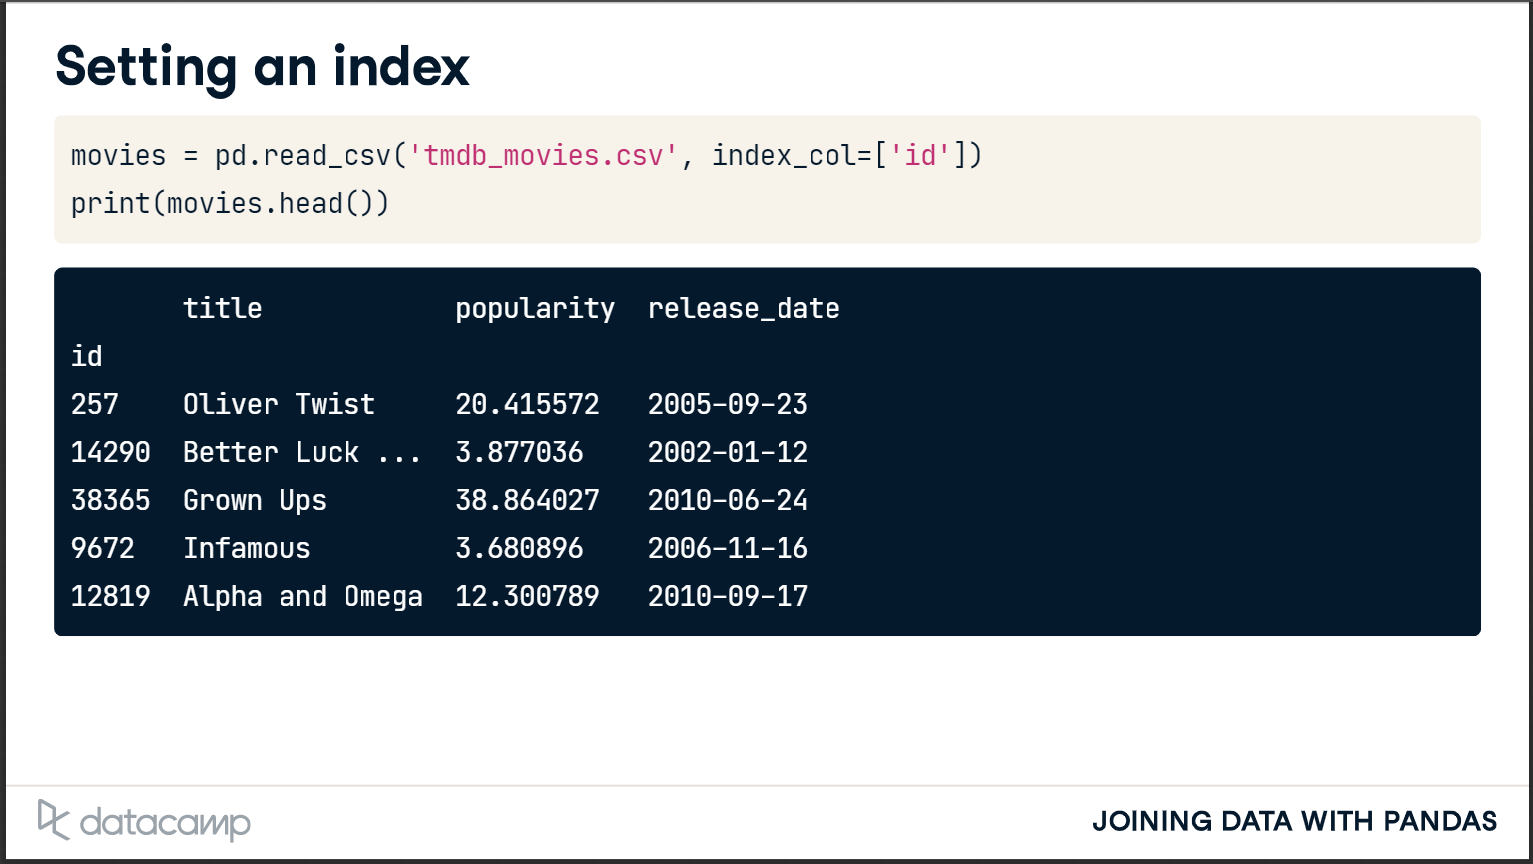 Setting an index
movies = pd.read_csv('tmdb_movies.csv', index_col=['id'])
print(movies.head())
title popularity release_date
id
257 Oliver Twist 20.415572 2005-09-23
14290 Better Luck ... 3.877036 2002-01-12
38365 Grown Ups 38.864027 2010-06-24
9672 Infamous 3.680896 2006-11-16
12819 Alpha and Omega 12.300789 2010-09-17
datacamp JOINING DATA WITH PANDAS